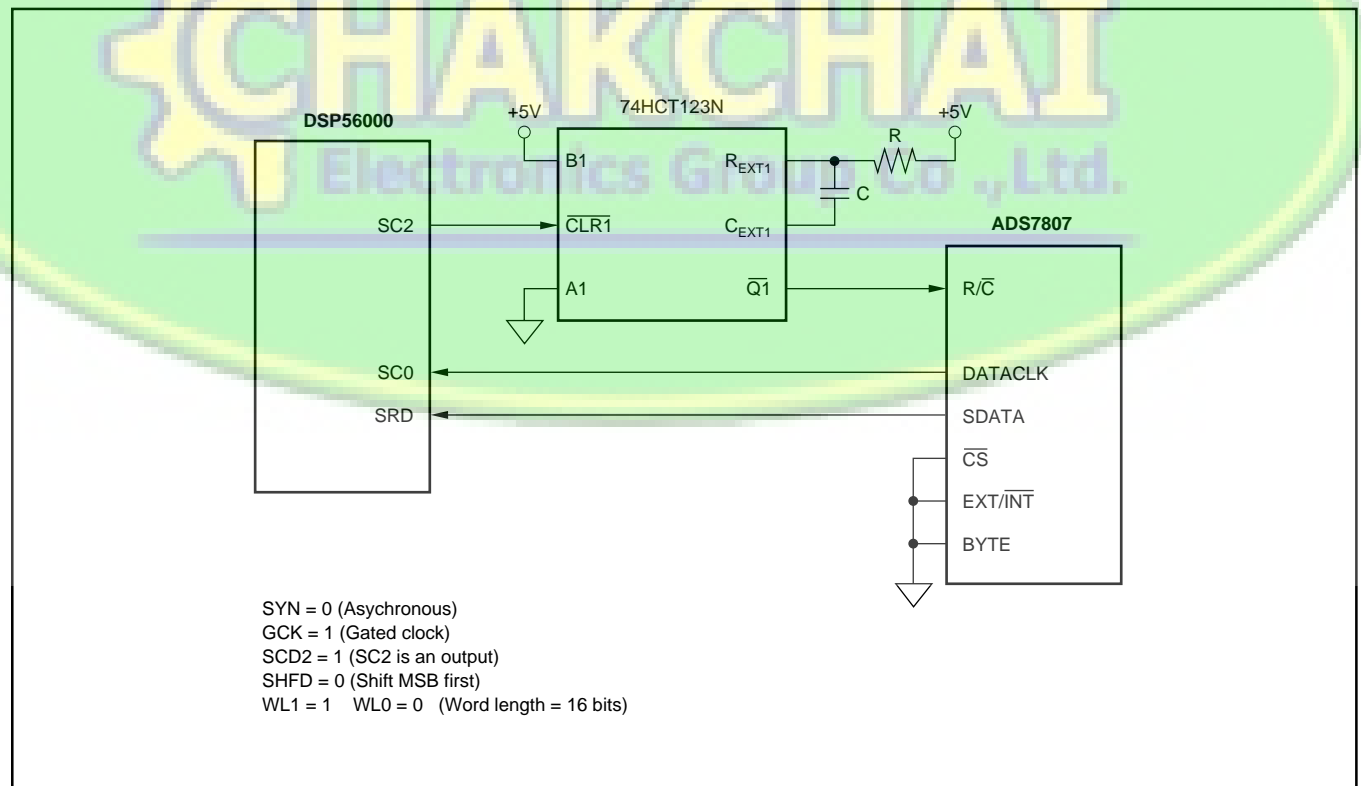 CHAKCHAI
Electronics Group Co .,Ltd.
DSP56000
+5V
74HCT123N
+5V
R
B1
REXT1
C
SC2
CLR1
CEXT1
ADS7807
A1
Q1
R/C
SC0
DATACLK
SRD
SDATA
CS
EXT/INT
BYTE
SYN = 0 (Asychronous)
GCK = 1 (Gated clock)
SCD2 = 1 (SC2 is an output)
SHFD = 0 (Shift MSB first)
WL1 = 1 WL0 = 0 (Word length = 16 bits)